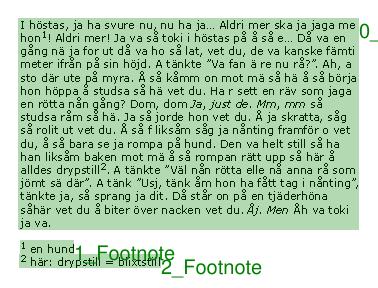 I höstas, ja ha svure nu, nu ha ja... Aldri mer ska ja jaga me
hon¹! Aldri mer! Ja va så toki i höstas på å så e... Då va en
gång nä ja for ut då va ho så lat, vet du, de va kanske fämti
meter ifrån på sin höjd. A tänkte "Va fan ä re nu rå?". Ah, a
sto där ute på myra. Å så kåmm on mot mä så hä å så börja
hon höppa å studsa så hä vet du. Ha r sett en räv som jaga
en rötta nån gång? Dom, dom Ja, just de. Mm, mm så
studsa råm så hä. Ja så jorde hon vet du. Å ja skratta, såg
så rolit ut vet du. Å så f liksåm såg ja nånting framför o vet
du, å så bara se ja rompa på hund. Den va helt still så ha
han liksåm baken mot mä å så rompan rätt upp så här å
alldes drypstill². A tänkte "Väl nån rötta elle nå anna rå som
jömt så där". A tänk "Usj, tänk åm hon ha fått tag i nånting",
tänkte ja, så sprang ja dit. Då står on på en tjäderhöna
såhär vet du å biter över nacken vet du. Åj. Men Äh va toki
ja va.
¹ en hund
² här: drypstill = blixtstill
0_
1_Footnote
2_Footnote